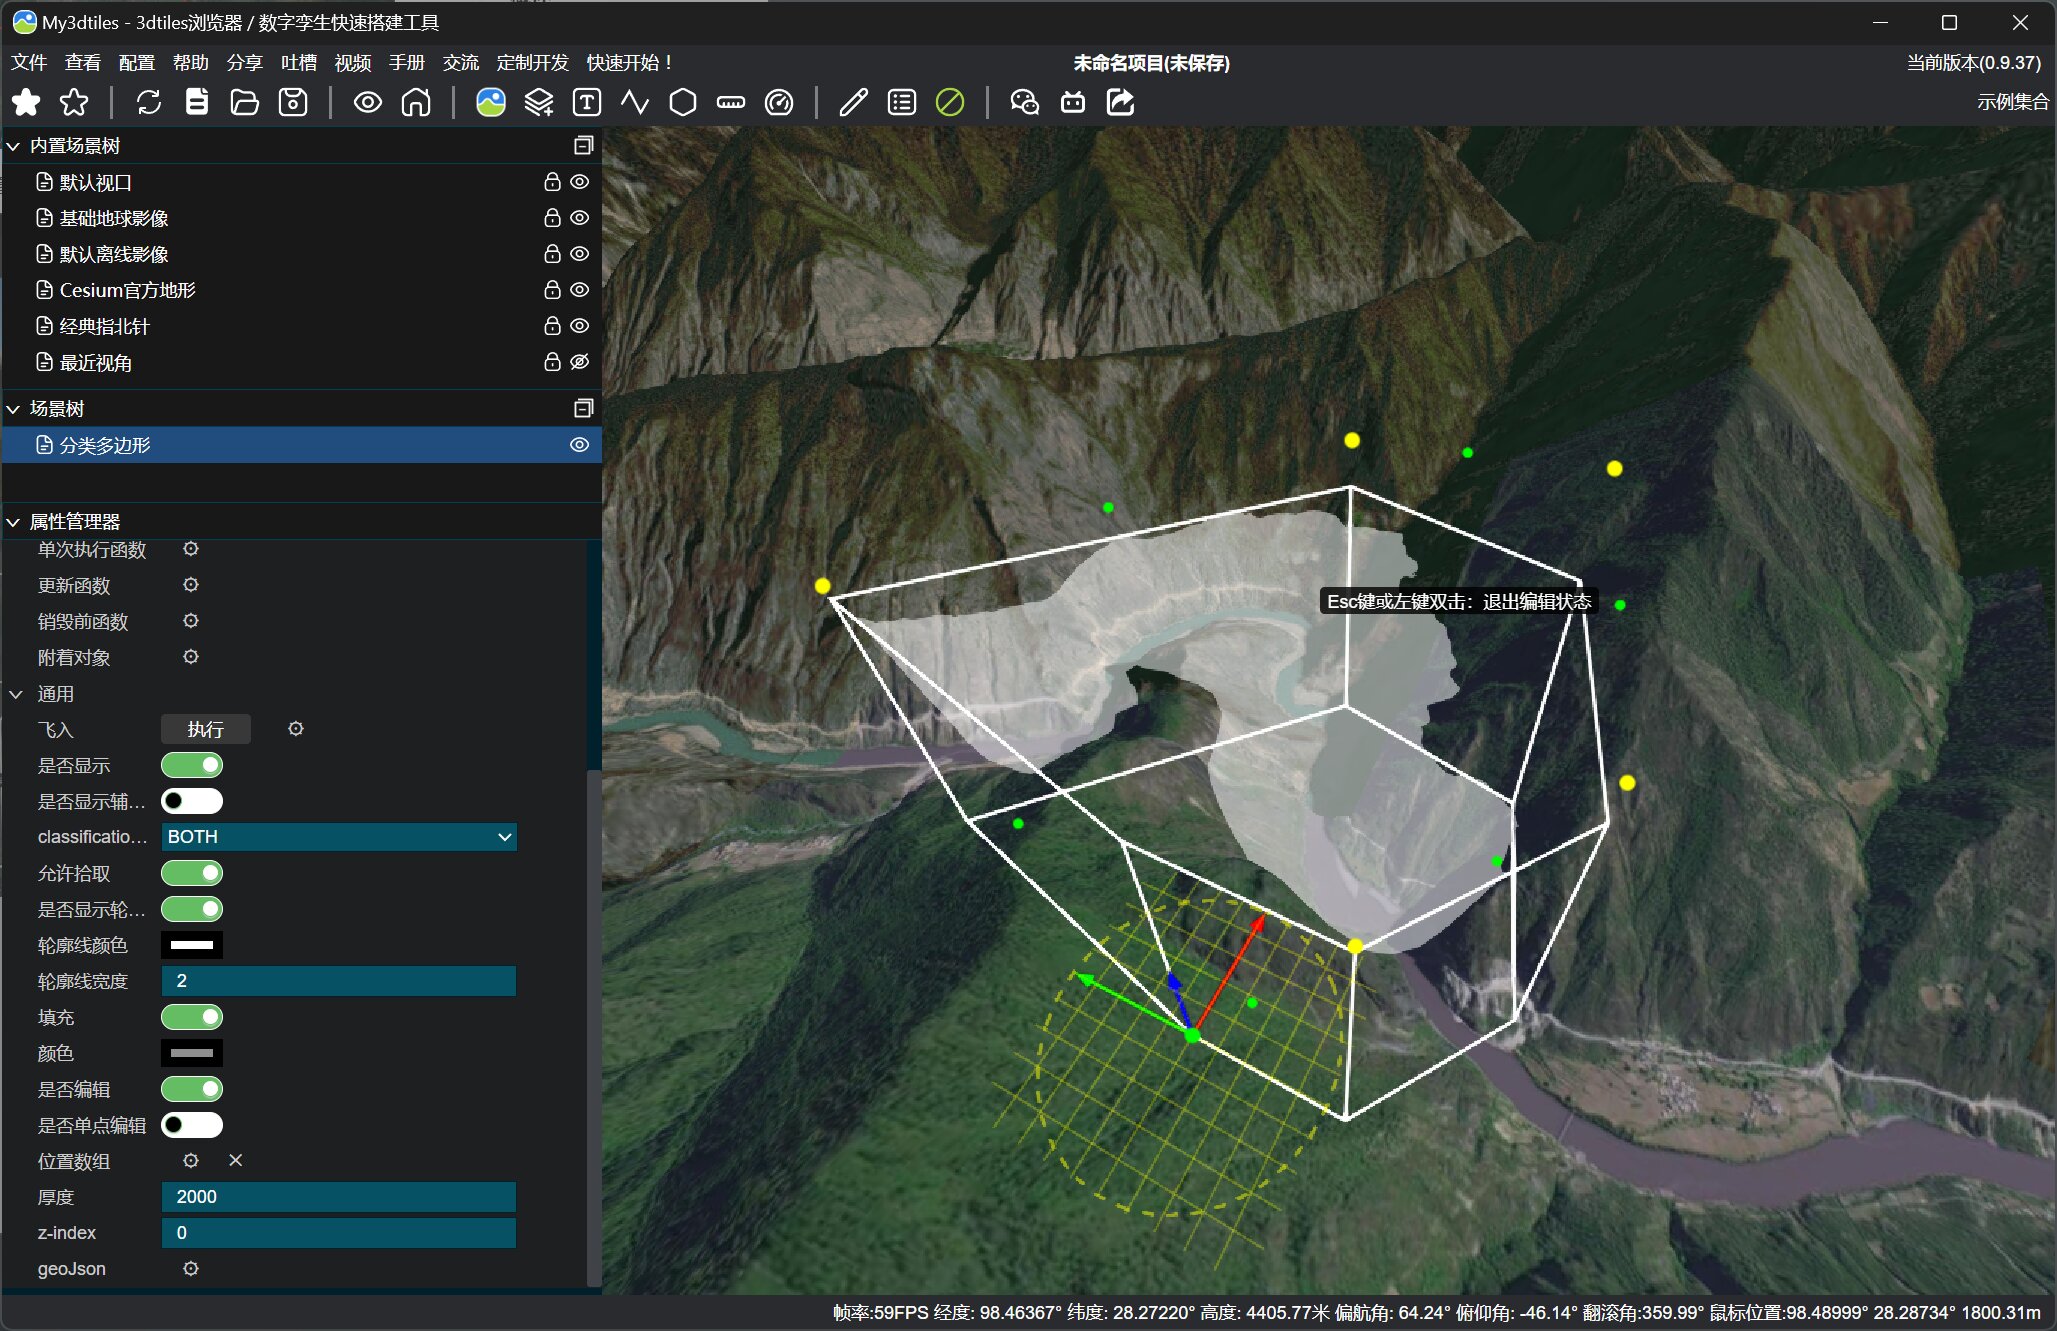 My3dtiles - 3dtiles浏览器 / 数字孪生快速搭建工具
文件 查看 配置 帮助 分享 吐槽 视频 手册 交流 定制开发 快速开始！ 未命名项目(未保存) 当前版本(0.9.37)
示例集合
内置场景树
默认视口
基础地球影像
默认离线影像
Cesium官方地形
经典指北针
最近视角
场景树
分类多边形
属性管理器
单次执行函数
更新函数
销毁前函数
附着对象
通用
飞入 执行
是否显示
是否显示辅...
classificatio... BOTH
允许拾取
是否显示轮...
轮廓线颜色
轮廓线宽度 2
填充
颜色
是否编辑
是否单点编辑
位置数组
厚度 2000
z-index 0
geoJson
Esc键或左键双击：退出编辑状态
帧率:59FPS 经度: 98.46367° 纬度: 28.27220° 高度: 4405.77米 偏航角: 64.24° 俯仰角: -46.14° 翻滚角:359.99° 鼠标位置:98.48999° 28.28734° 1800.31m